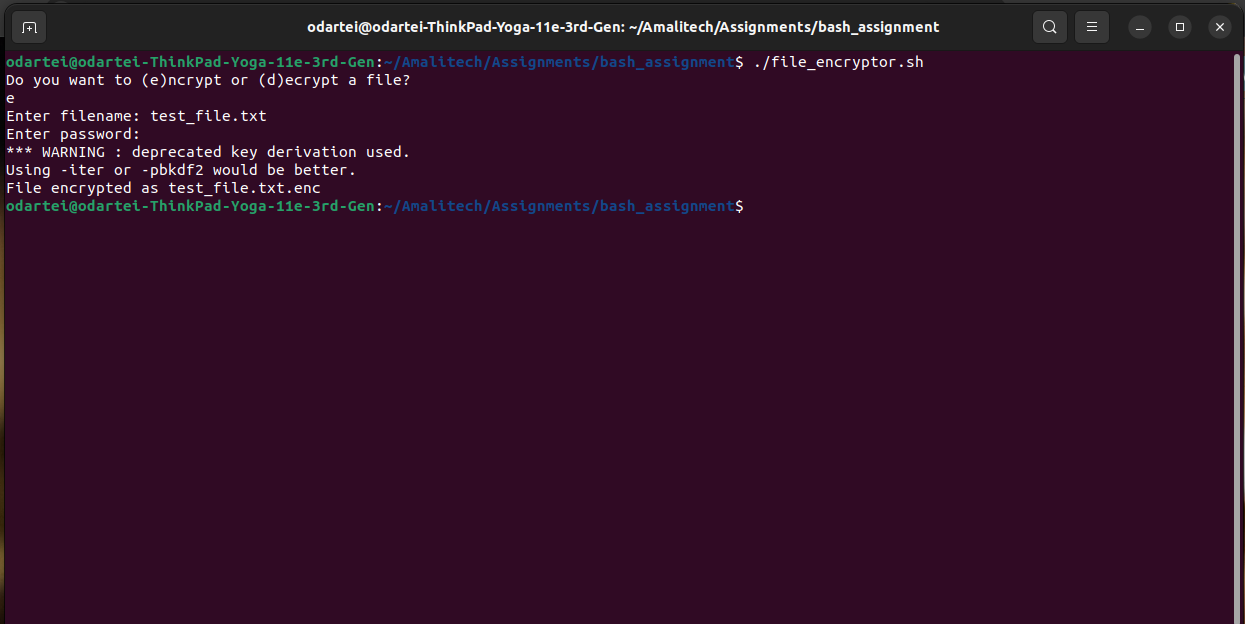 odartei@odartei-ThinkPad-Yoga-11e-3rd-Gen: ~/Amalitech/Assignments/bash_assignment
odartei@odartei-ThinkPad-Yoga-11e-3rd-Gen:~/Amalitech/Assignments/bash_assignment$ ./file_encryptor.sh
Do you want to (e)ncrypt or (d)ecrypt a file?
e
Enter filename: test_file.txt
Enter password:
*** WARNING : deprecated key derivation used.
Using -iter or -pbkdf2 would be better.
File encrypted as test_file.txt.enc
odartei@odartei-ThinkPad-Yoga-11e-3rd-Gen:~/Amalitech/Assignments/bash_assignment$